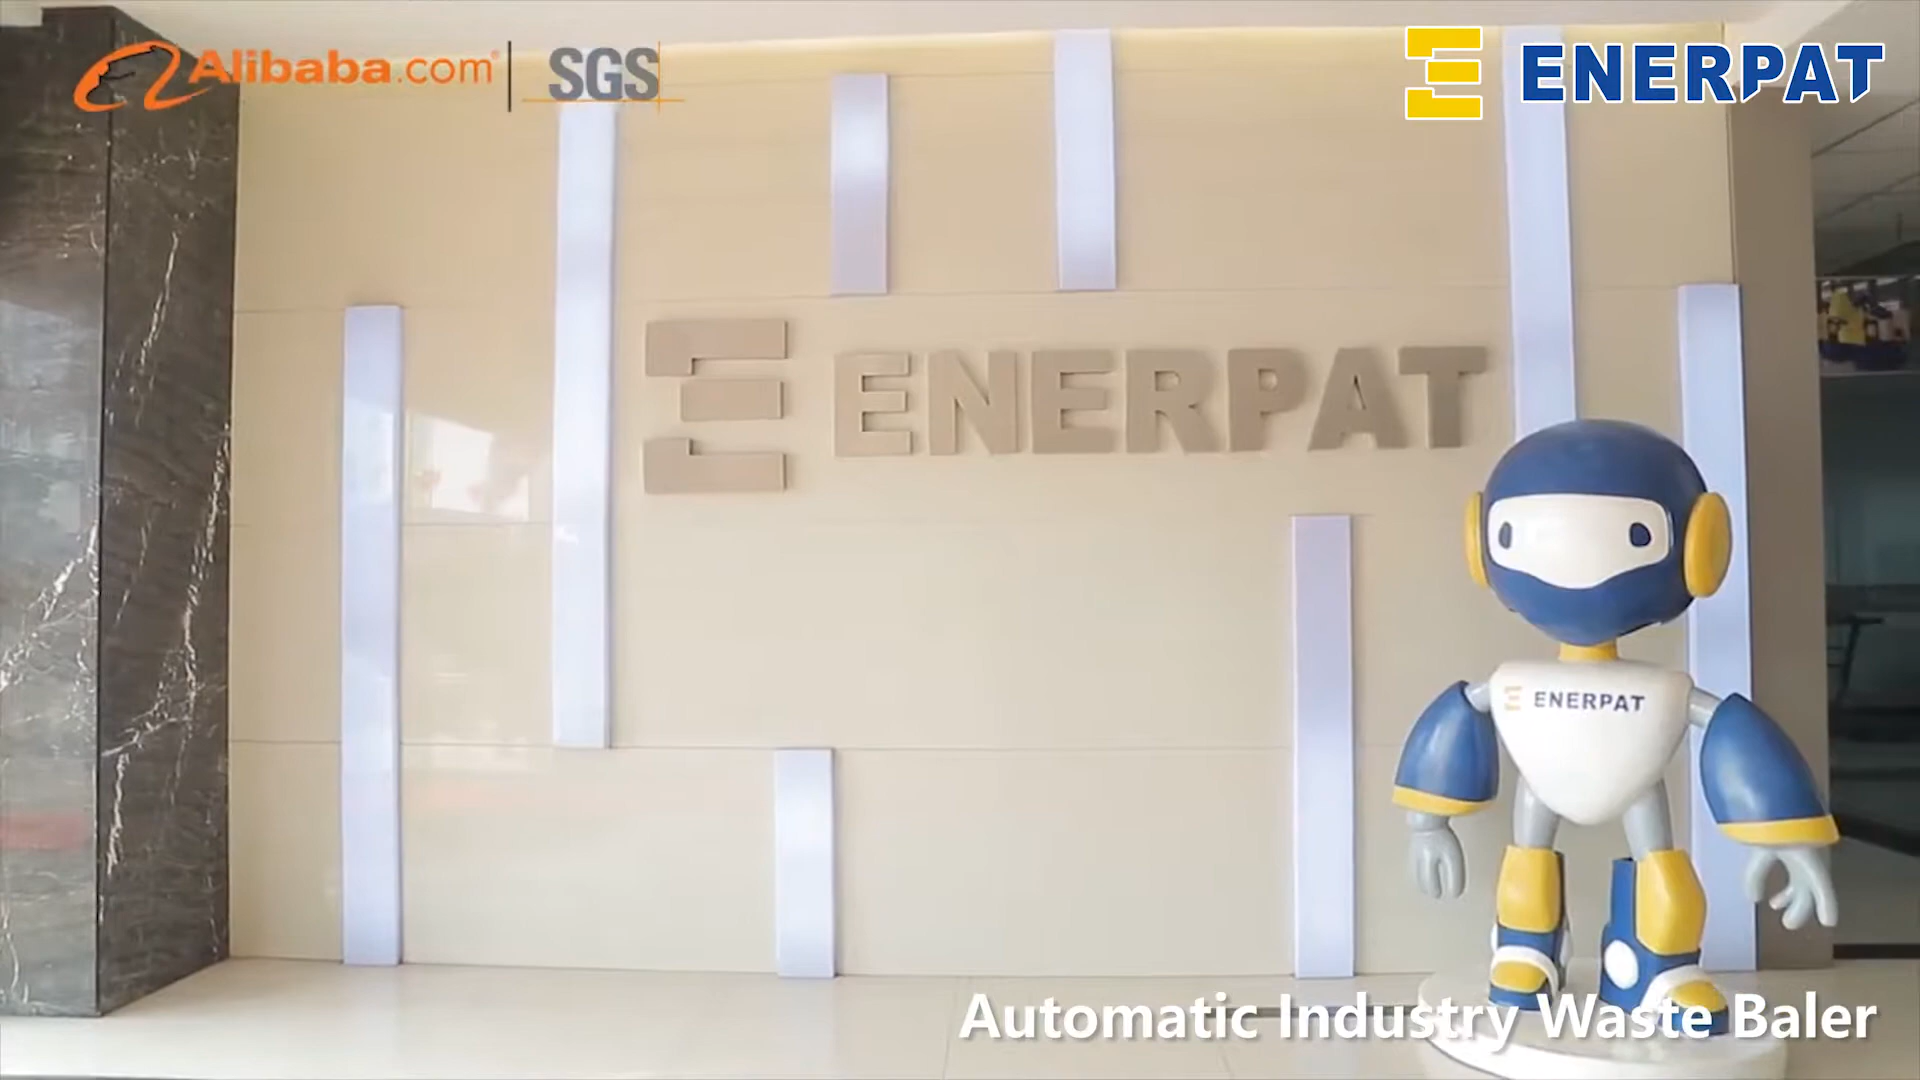 Alibaba.com
SGS
ENERPAT
ENERPAT
ENERPAT
Automatic Industry Waste Baler